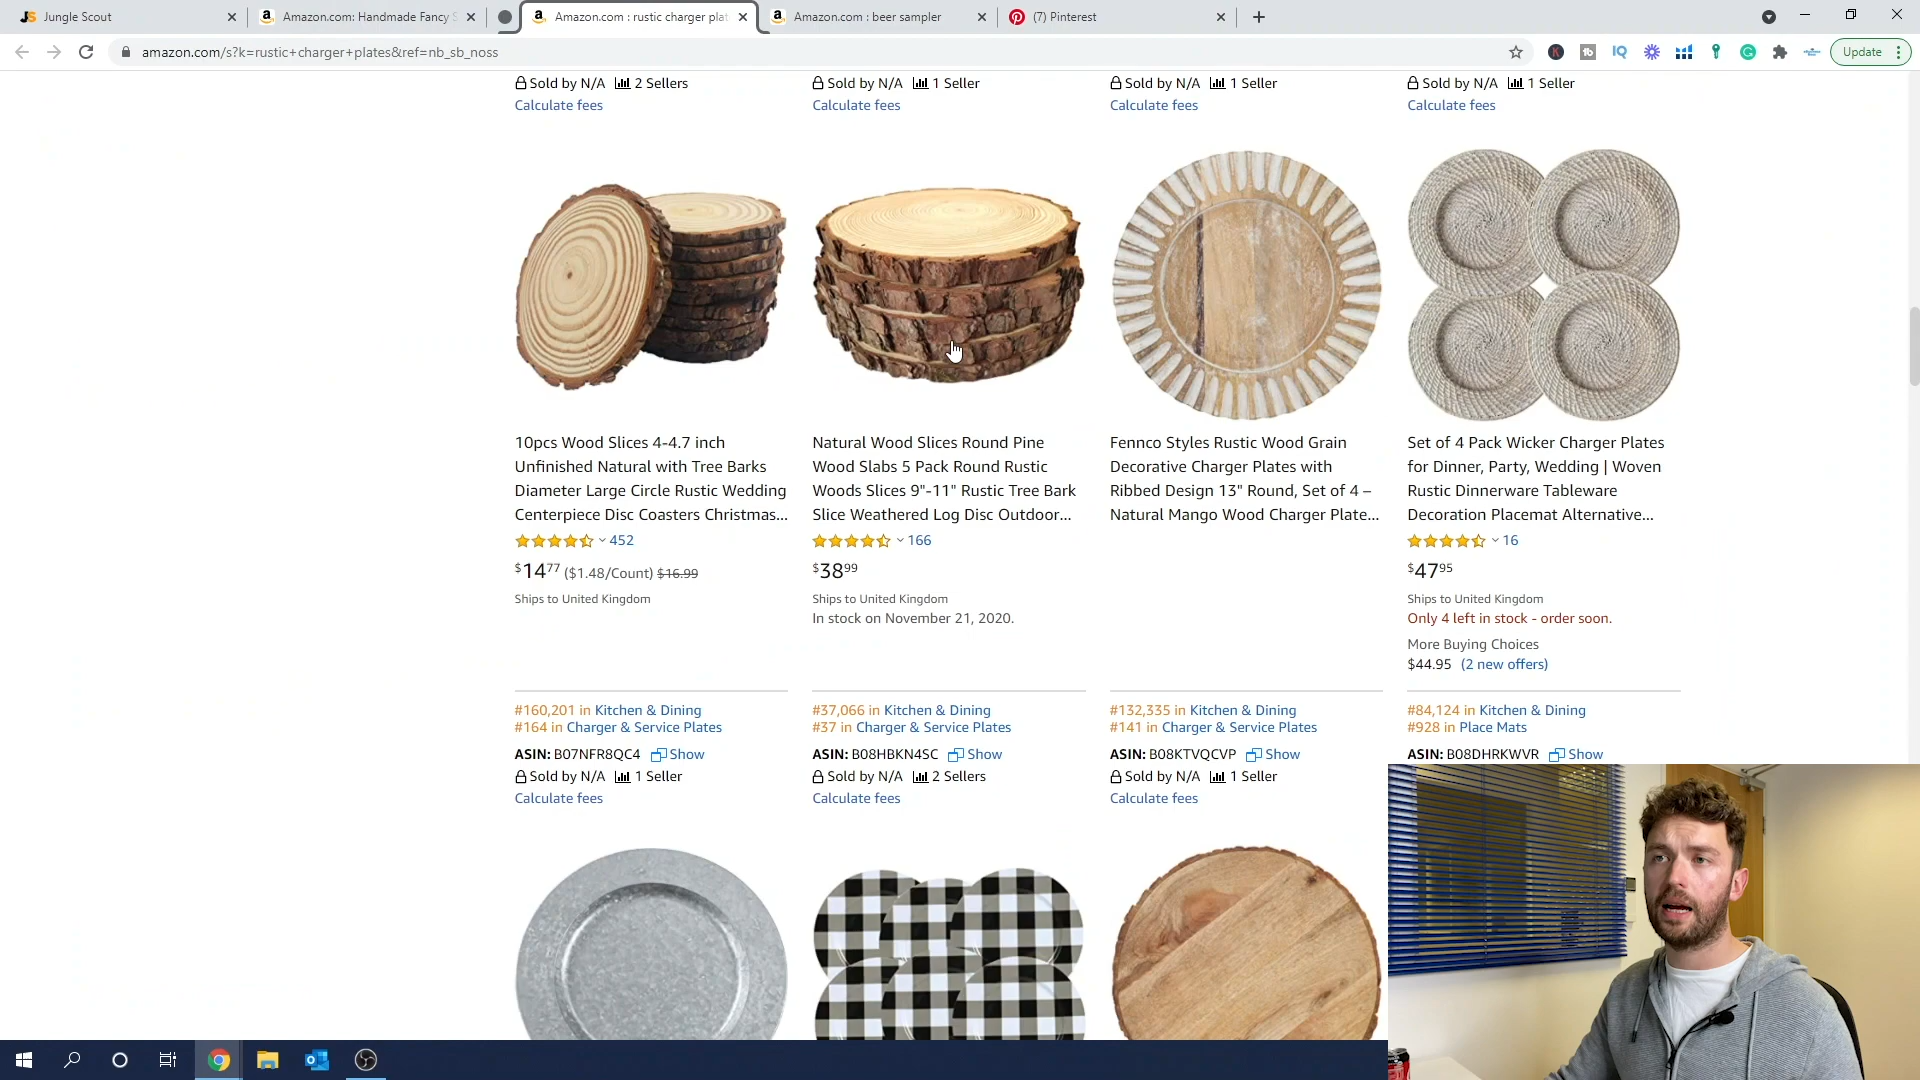 Jungle Scout
Amazon.com: Handmade Fancy S
Amazon.com : rustic charger plat
Amazon.com : beer sampler
(7) Pinterest
amazon.com/s?k=rustic+charger+plates&ref=nb_sb_noss
Update
Sold by N/A 2 Sellers
Calculate fees
Sold by N/A 1 Seller
Calculate fees
Sold by N/A 1 Seller
Calculate fees
Sold by N/A 1 Seller
Calculate fees
10pcs Wood Slices 4-4.7 inch
Unfinished Natural with Tree Barks
Diameter Large Circle Rustic Wedding
Centerpiece Disc Coasters Christmas...
452
$14.77 ($1.48/Count) $16.99
Ships to United Kingdom
Natural Wood Slices Round Pine
Wood Slabs 5 Pack Round Rustic
Woods Slices 9"-11" Rustic Tree Bark
Slice Weathered Log Disc Outdoor...
166
$38.99
Ships to United Kingdom
In stock on November 21, 2020.
Fennco Styles Rustic Wood Grain
Decorative Charger Plates with
Ribbed Design 13" Round, Set of 4 –
Natural Mango Wood Charger Plate...
Set of 4 Pack Wicker Charger Plates
for Dinner, Party, Wedding | Woven
Rustic Dinnerware Tableware
Decoration Placemat Alternative...
16
$47.95
Ships to United Kingdom
Only 4 left in stock - order soon.
More Buying Choices
$44.95 (2 new offers)
#160,201 in Kitchen & Dining
#164 in Charger & Service Plates
ASIN: B07NFR8QC4 Show
Sold by N/A 1 Seller
Calculate fees
#37,066 in Kitchen & Dining
#37 in Charger & Service Plates
ASIN: B08HBKN4SC Show
Sold by N/A 2 Sellers
Calculate fees
#132,335 in Kitchen & Dining
#141 in Charger & Service Plates
ASIN: B08KTVQCVP Show
Sold by N/A 1 Seller
Calculate fees
#84,124 in Kitchen & Dining
#928 in Place Mats
ASIN: B08DHRKWVR Show